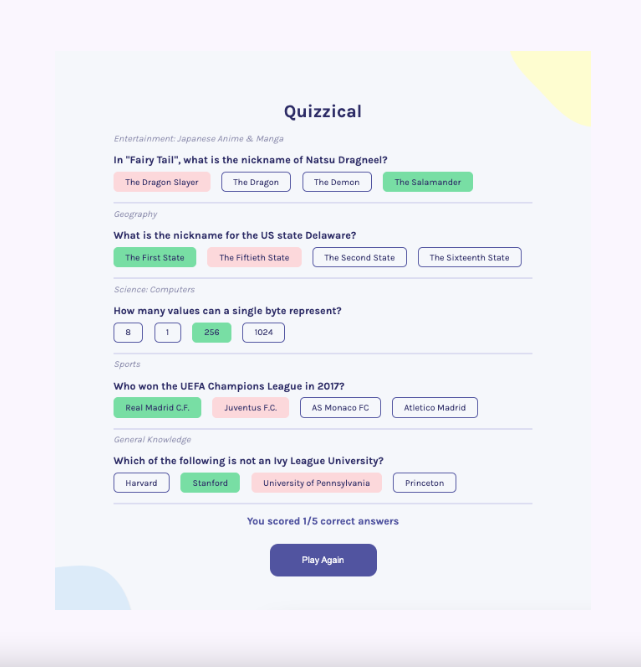 Quizzical
Entertainment: Japanese Anime & Manga
In "Fairy Tail", what is the nickname of Natsu Dragneel?
The Dragon Slayer The Dragon The Demon The Salamander
Geography
What is the nickname for the US state Delaware?
The First State The Fiftieth State The Second State The Sixteenth State
Science: Computers
How many values can a single byte represent?
8 1 256 1024
Sports
Who won the UEFA Champions League in 2017?
Real Madrid C.F. Juventus F.C. AS Monaco FC Atletico Madrid
General Knowledge
Which of the following is not an Ivy League University?
Harvard Stanford University of Pennsylvania Princeton
You scored 1/5 correct answers
Play Again